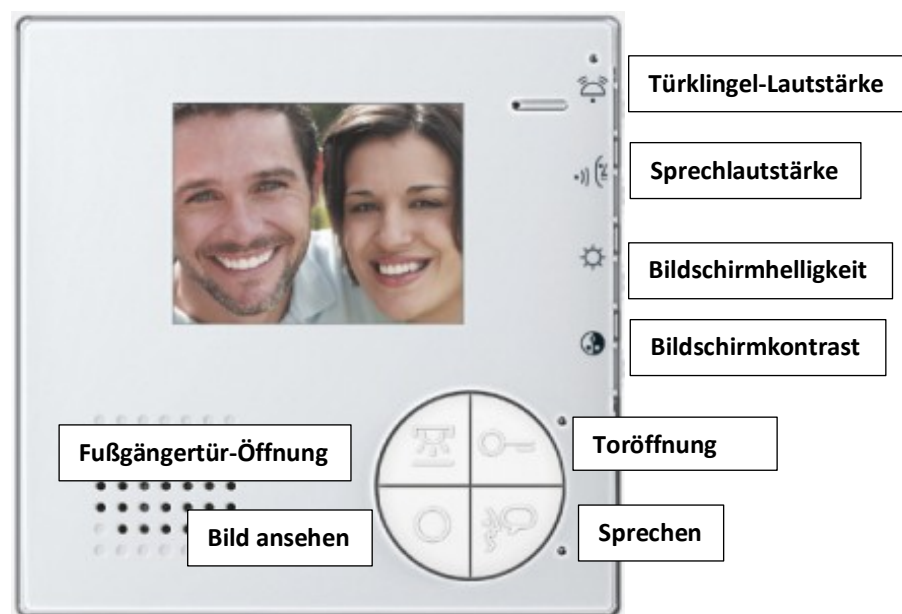 Türklingel-Lautstärke
Sprechlautstärke
Bildschirmhelligkeit
Bildschirmkontrast
Fußgängertür-Öffnung
Toröffnung
Bild ansehen
Sprechen